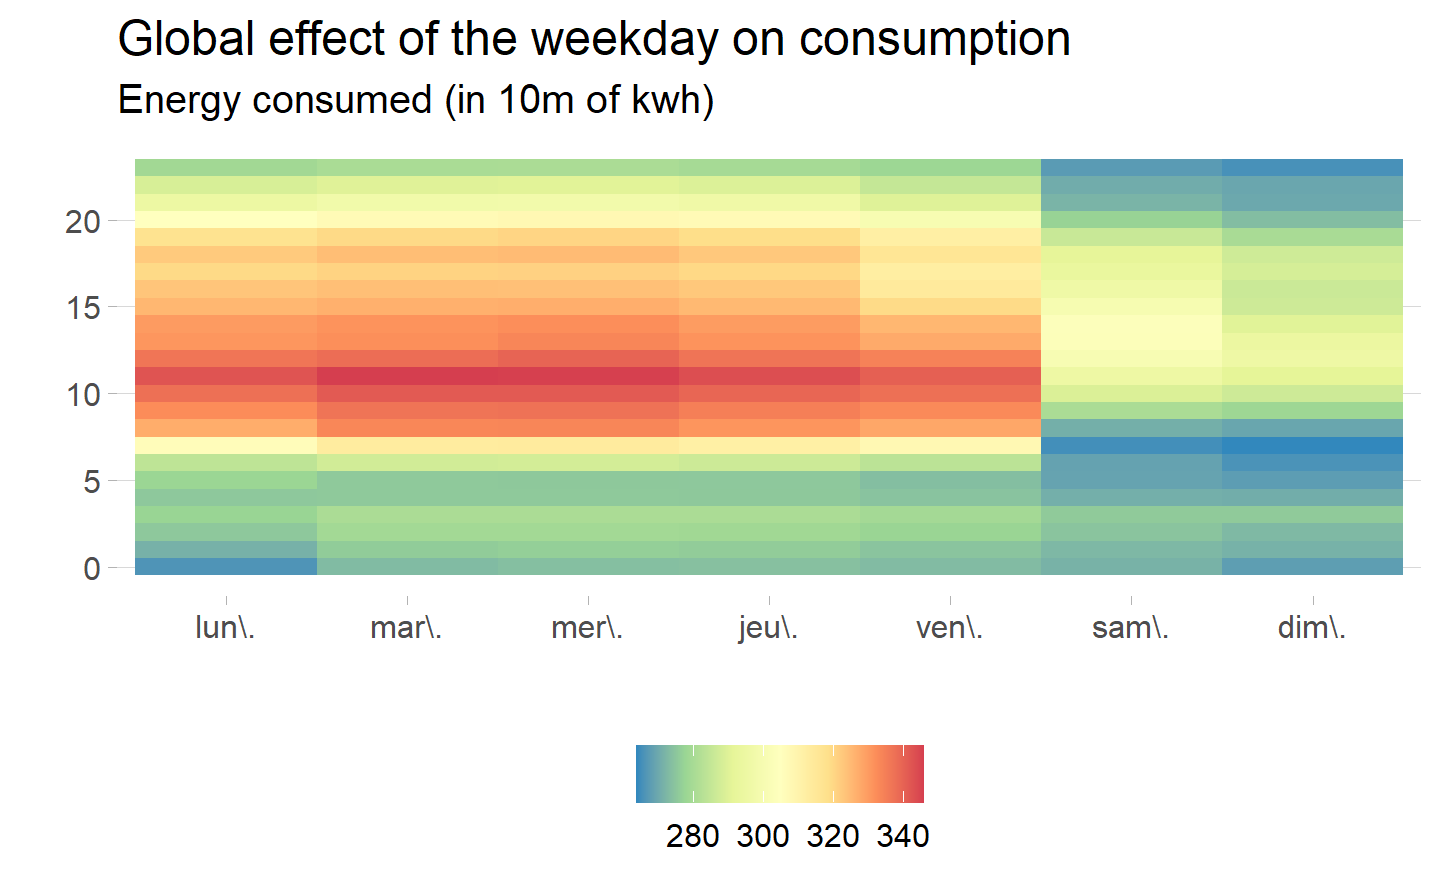 Global effect of the weekday on consumption
Energy consumed (in 10m of kwh)
20
15
10
5
0
lun\. mar\. mer\. jeu\. ven\. sam\. dim\.
280 300 320 340